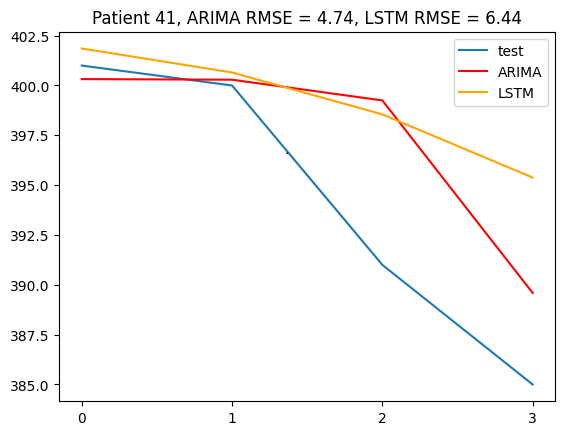 Patient 41, ARIMA RMSE = 4.74, LSTM RMSE = 6.44
402.5
400.0
397.5
395.0
392.5
390.0
387.5
385.0
test
ARIMA
LSTM
0 1 2 3